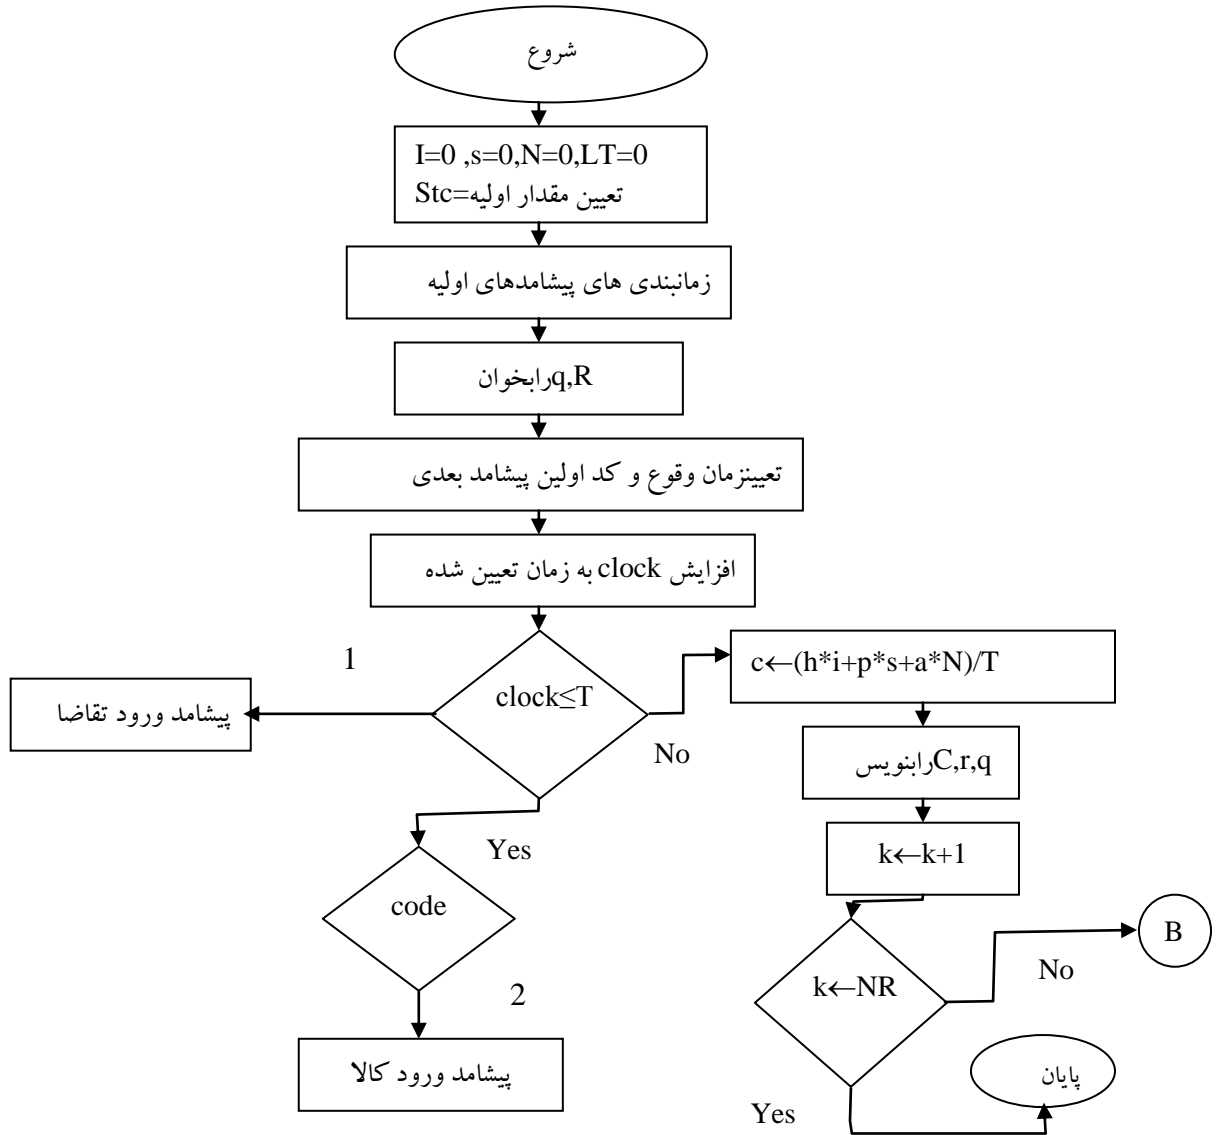 شروع
I=0 ,s=0,N=0,LT=0
Stc=تعیین مقدار اولیه
زمانبندی های پیشامدهای اولیه
q,Rرابخوان
تعیینزمان وقوع و کد اولین پیشامد بعدی
افزایش clock به زمان تعیین شده
clock≤T
1
پیشامد ورود تقاضا
No
c←(h*i+p*s+a*N)/T
C,r,qرابنویس
k←k+1
Yes
code
2
پیشامد ورود کالا
k←NR
No
B
Yes
پایان